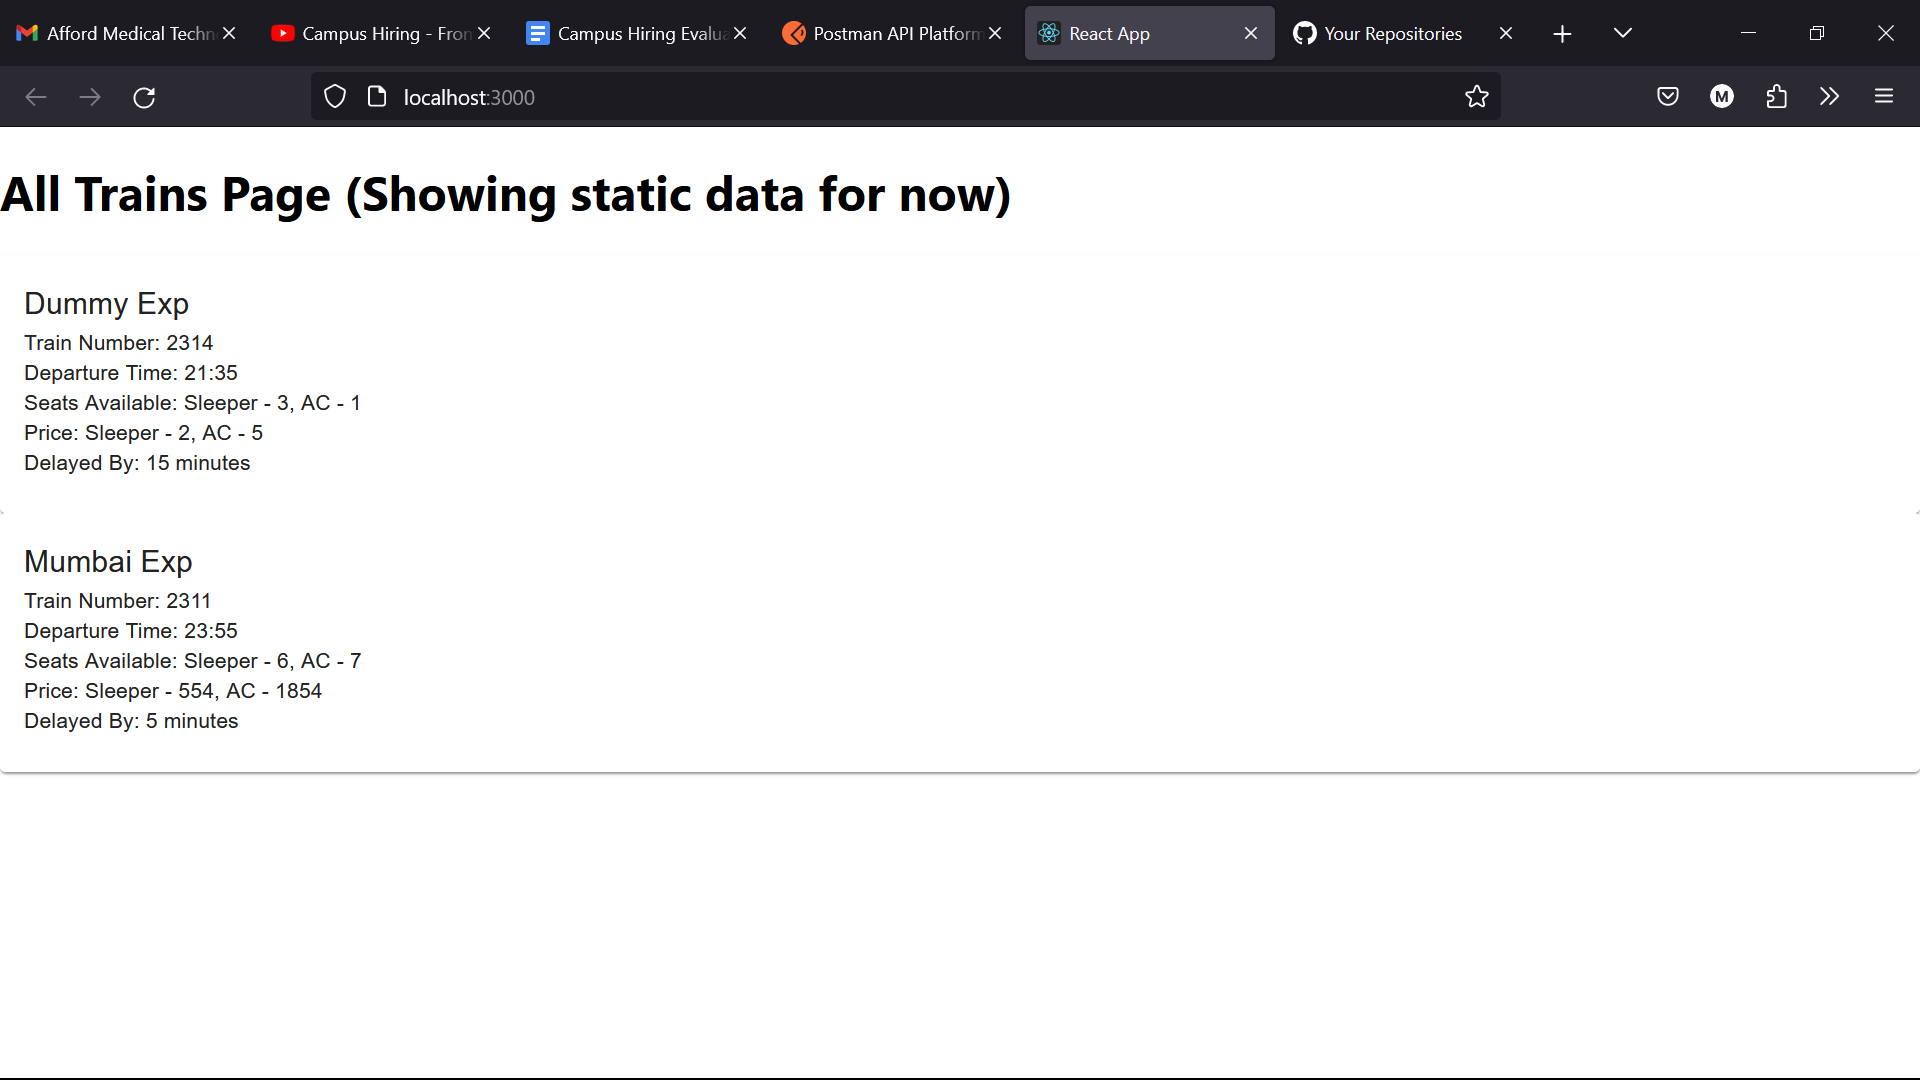 Afford Medical Techn
Campus Hiring - Fron
Campus Hiring Evalua
Postman API Platform
React App
Your Repositories
localhost:3000
M
All Trains Page (Showing static data for now)
Dummy Exp
Train Number: 2314
Departure Time: 21:35
Seats Available: Sleeper - 3, AC - 1
Price: Sleeper - 2, AC - 5
Delayed By: 15 minutes
Mumbai Exp
Train Number: 2311
Departure Time: 23:55
Seats Available: Sleeper - 6, AC - 7
Price: Sleeper - 554, AC - 1854
Delayed By: 5 minutes